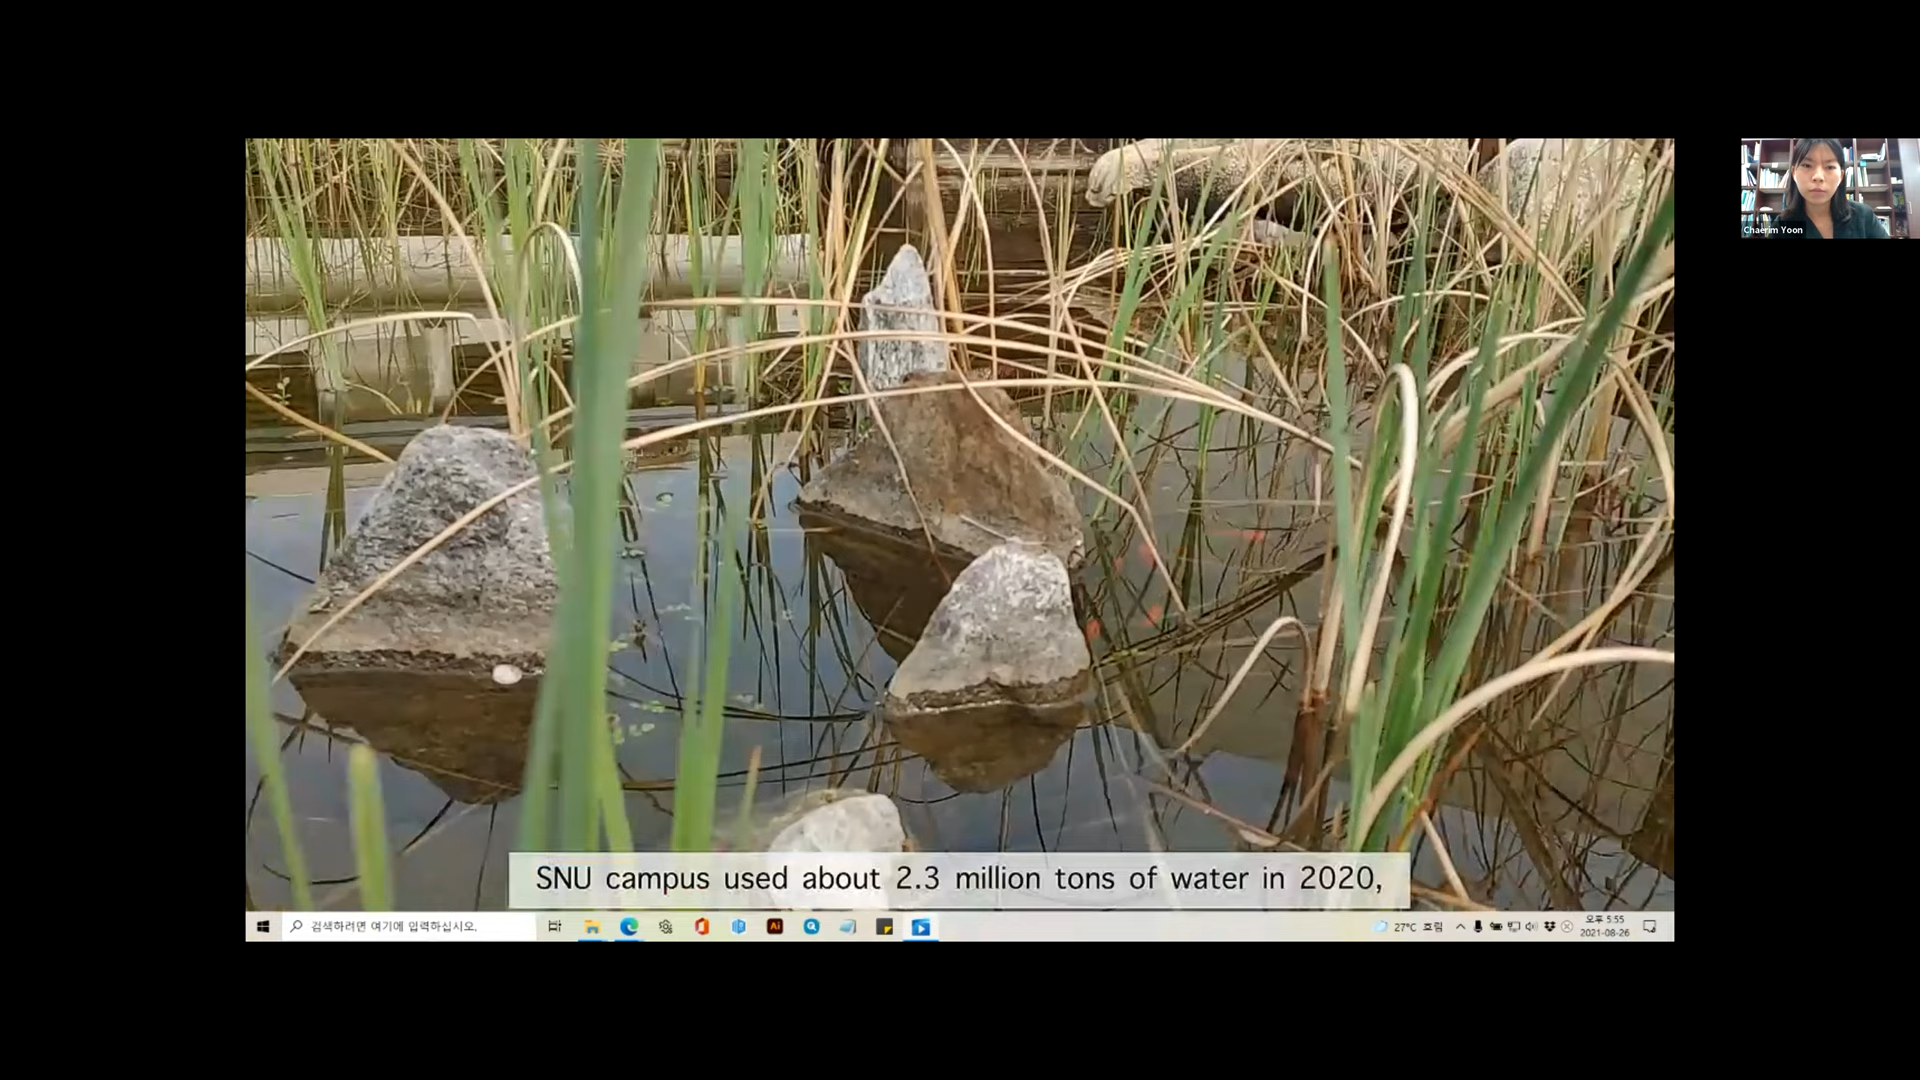 Chaerim Yoon
SNU campus used about 2.3 million tons of water in 2020,
검색하려면 여기에 입력하십시오.
Ai
27°C 흐림
오후 5:55
2021-08-26